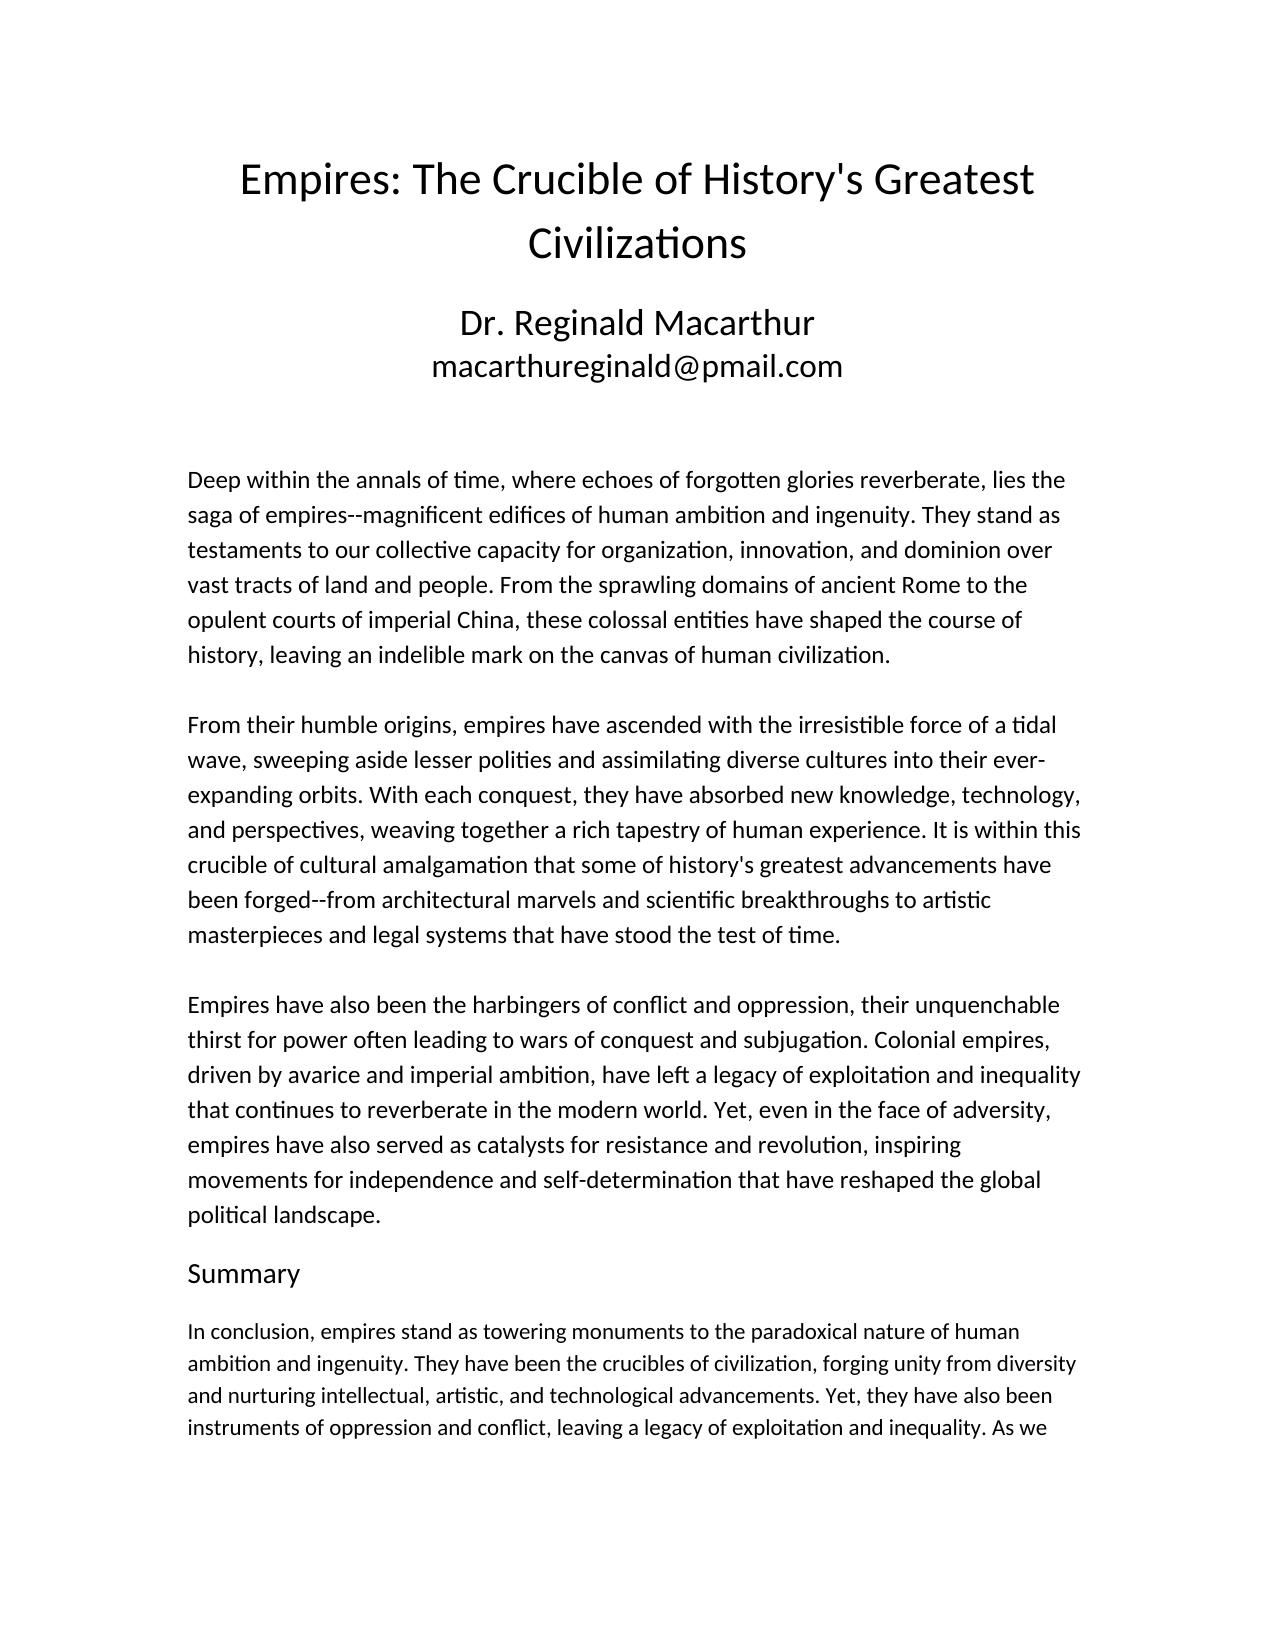 Empires: The Crucible of History's Greatest
Civilizations
Dr. Reginald Macarthur
macarthureginald@pmail.com
Deep within the annals of time, where echoes of forgotten glories reverberate, lies the
saga of empires--magnificent edifices of human ambition and ingenuity. They stand as
testaments to our collective capacity for organization, innovation, and dominion over
vast tracts of land and people. From the sprawling domains of ancient Rome to the
opulent courts of imperial China, these colossal entities have shaped the course of
history, leaving an indelible mark on the canvas of human civilization.
From their humble origins, empires have ascended with the irresistible force of a tidal
wave, sweeping aside lesser polities and assimilating diverse cultures into their ever-
expanding orbits. With each conquest, they have absorbed new knowledge, technology,
and perspectives, weaving together a rich tapestry of human experience. It is within this
crucible of cultural amalgamation that some of history's greatest advancements have
been forged--from architectural marvels and scientific breakthroughs to artistic
masterpieces and legal systems that have stood the test of time.
Empires have also been the harbingers of conflict and oppression, their unquenchable
thirst for power often leading to wars of conquest and subjugation. Colonial empires,
driven by avarice and imperial ambition, have left a legacy of exploitation and inequality
that continues to reverberate in the modern world. Yet, even in the face of adversity,
empires have also served as catalysts for resistance and revolution, inspiring
movements for independence and self-determination that have reshaped the global
political landscape.
Summary
In conclusion, empires stand as towering monuments to the paradoxical nature of human
ambition and ingenuity. They have been the crucibles of civilization, forging unity from diversity
and nurturing intellectual, artistic, and technological advancements. Yet, they have also been
instruments of oppression and conflict, leaving a legacy of exploitation and inequality. As we